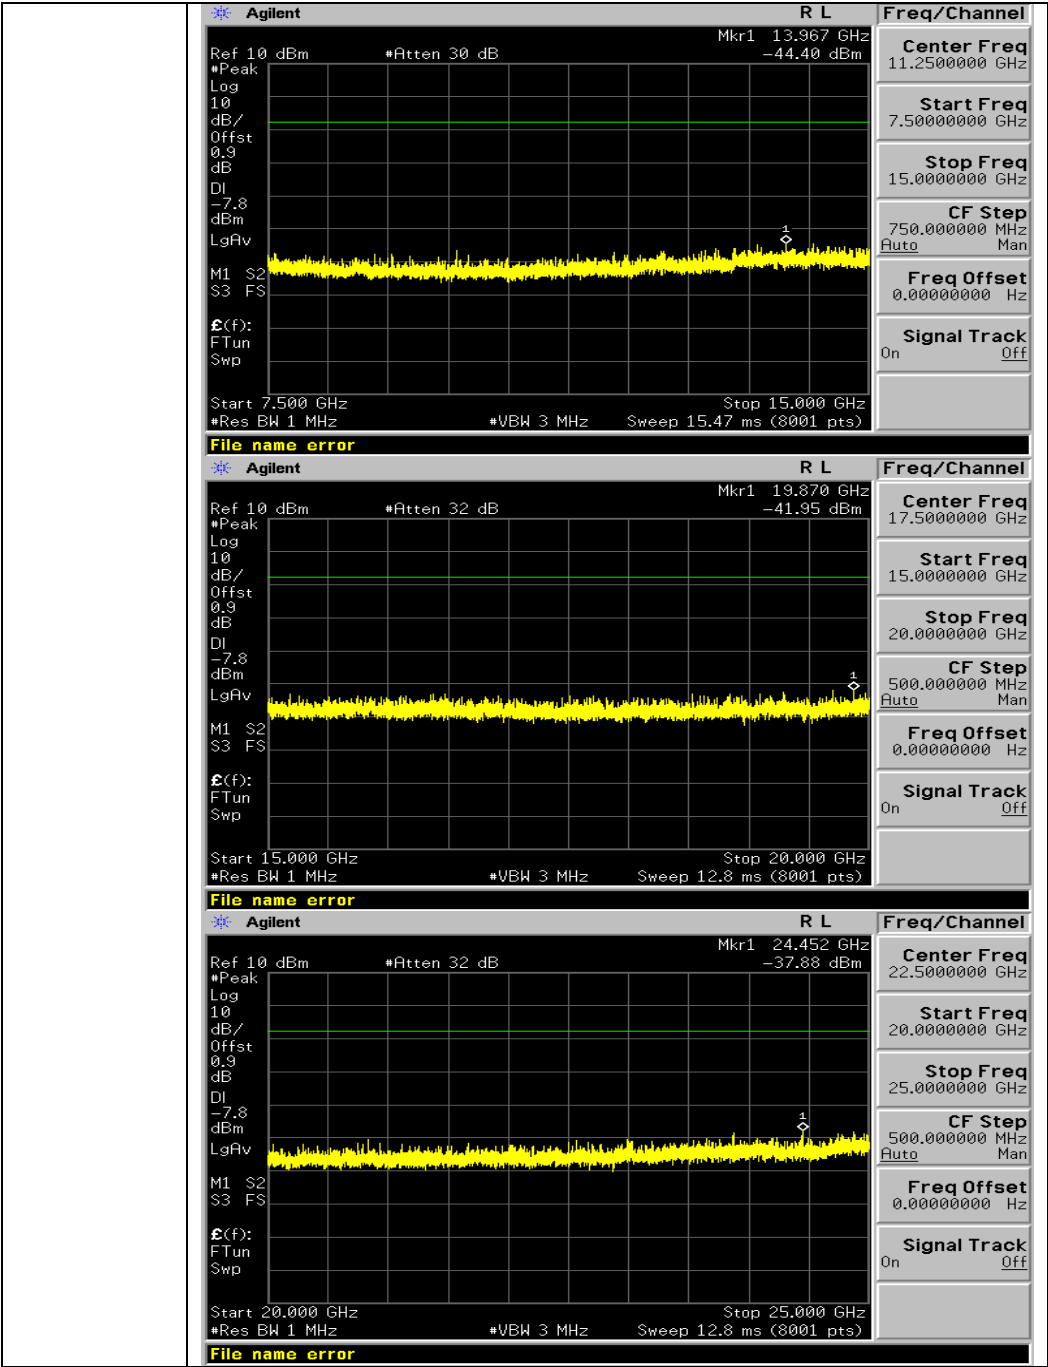 Agilent R L Freq/Channel
Mkr1 13.967 GHz
Ref 10 dBm #Atten 30 dB -44.40 dBm
#Peak
Log
10
dB/
Offst
0.9
dB
DI
-7.8
dBm
LgAv
M1 S2
S3 FS
£(f):
FTun
Swp
1
Start 7.500 GHz Stop 15.000 GHz
#Res BW 1 MHz #VBW 3 MHz Sweep 15.47 ms (8001 pts)
File name error
Center Freq
11.2500000 GHz
Start Freq
7.50000000 GHz
Stop Freq
15.0000000 GHz
CF Step
750.000000 MHz
Auto Man
Freq Offset
0.00000000 Hz
Signal Track
On Off
Agilent R L Freq/Channel
Mkr1 19.870 GHz
Ref 10 dBm #Atten 32 dB -41.95 dBm
#Peak
Log
10
dB/
Offst
0.9
dB
DI
-7.8
dBm
LgAv
M1 S2
S3 FS
£(f):
FTun
Swp
1
Start 15.000 GHz Stop 20.000 GHz
#Res BW 1 MHz #VBW 3 MHz Sweep 12.8 ms (8001 pts)
File name error
Center Freq
17.5000000 GHz
Start Freq
15.0000000 GHz
Stop Freq
20.0000000 GHz
CF Step
500.000000 MHz
Auto Man
Freq Offset
0.00000000 Hz
Signal Track
On Off
Agilent R L Freq/Channel
Mkr1 24.452 GHz
Ref 10 dBm #Atten 32 dB -37.88 dBm
#Peak
Log
10
dB/
Offst
0.9
dB
DI
-7.8
dBm
LgAv
M1 S2
S3 FS
£(f):
FTun
Swp
1
Start 20.000 GHz Stop 25.000 GHz
#Res BW 1 MHz #VBW 3 MHz Sweep 12.8 ms (8001 pts)
File name error
Center Freq
22.5000000 GHz
Start Freq
20.0000000 GHz
Stop Freq
25.0000000 GHz
CF Step
500.000000 MHz
Auto Man
Freq Offset
0.00000000 Hz
Signal Track
On Off